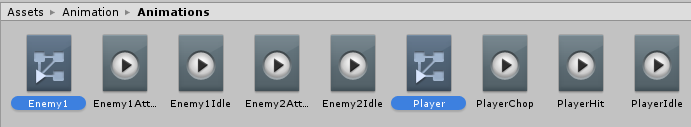 Assets ▸ Animation ▸ Animations
Enemy1 Enemy1Att... Enemy1Idle Enemy2Att... Enemy2Idle Player PlayerChop PlayerHit PlayerIdle